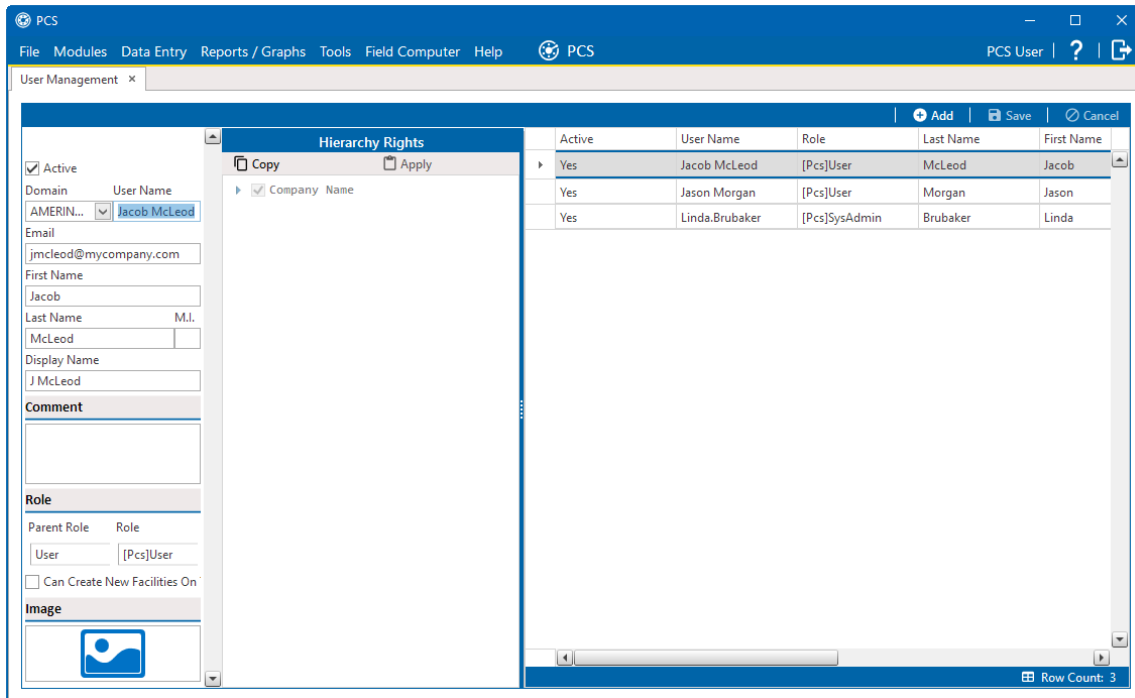 PCS
File Modules Data Entry Reports / Graphs Tools Field Computer Help PCS PCS User | ? |
User Management ×
Add | Save | Cancel
Active
Domain User Name
AMERIN... Jacob McLeod
Email
jmcleod@mycompany.com
First Name
Jacob
Last Name M.I.
McLeod
Display Name
J McLeod
Comment
Role
Parent Role Role
User [Pcs]User
Can Create New Facilities On
Image
Hierarchy Rights
Copy Apply
Company Name
Active User Name Role Last Name First Name
Yes Jacob McLeod [Pcs]User McLeod Jacob
Yes Jason Morgan [Pcs]User Morgan Jason
Yes Linda.Brubaker [Pcs]SysAdmin Brubaker Linda
Row Count: 3